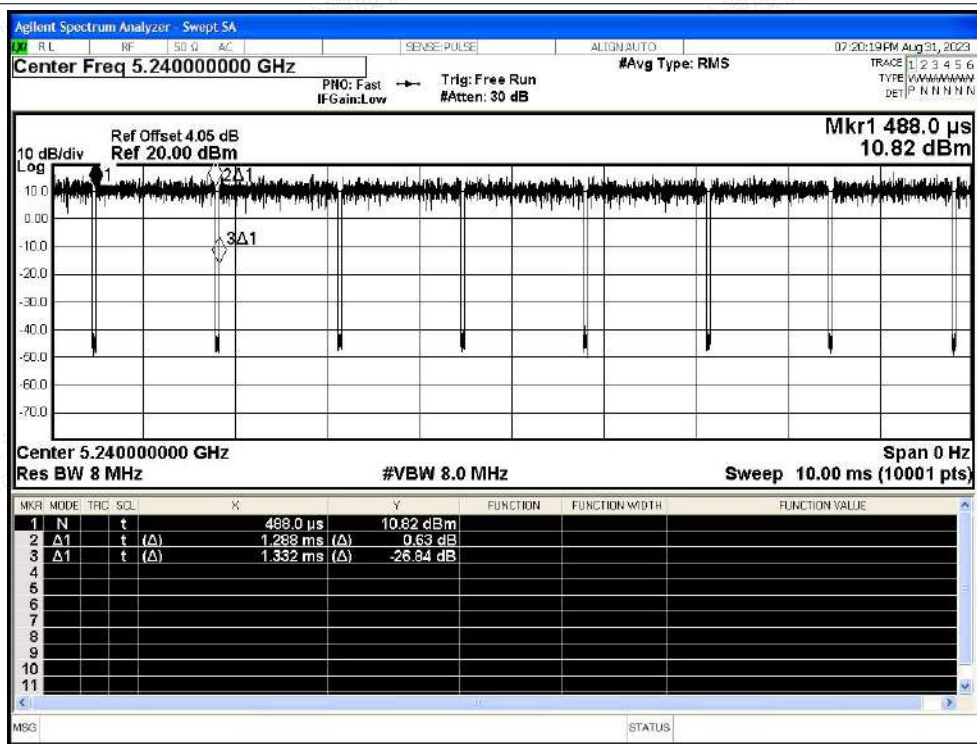 Agilent Spectrum Analyzer - Swept SA
LXI RL RF 50 Ω AC SENSE:PULSE ALIGNAUTO 07:20:19 PM Aug 31, 2023
Center Freq 5.240000000 GHz #Avg Type: RMS TRACE 1 2 3 4 5 6
PNO: Fast Trig: Free Run TYPE WWWWWW
IFGain:Low #Atten: 30 dB DET P N N N N N
Mkr1 488.0 µs
Ref Offset 4.05 dB
10 dB/div Ref 20.00 dBm 10.82 dBm
Log
1 2Δ1
10.0
0.00
3Δ1
-10.0
-20.0
-30.0
-40.0
-50.0
-60.0
-70.0
Center 5.240000000 GHz Span 0 Hz
Res BW 8 MHz #VBW 8.0 MHz Sweep 10.00 ms (10001 pts)
MKR MODE TRC SCL X Y FUNCTION FUNCTION WIDTH FUNCTION VALUE
1 N t 488.0 µs 10.82 dBm
2 Δ1 t (Δ) 1.288 ms (Δ) 0.63 dB
3 Δ1 t (Δ) 1.332 ms (Δ) -26.94 dB
4
5
6
7
8
9
10
11
MSG STATUS